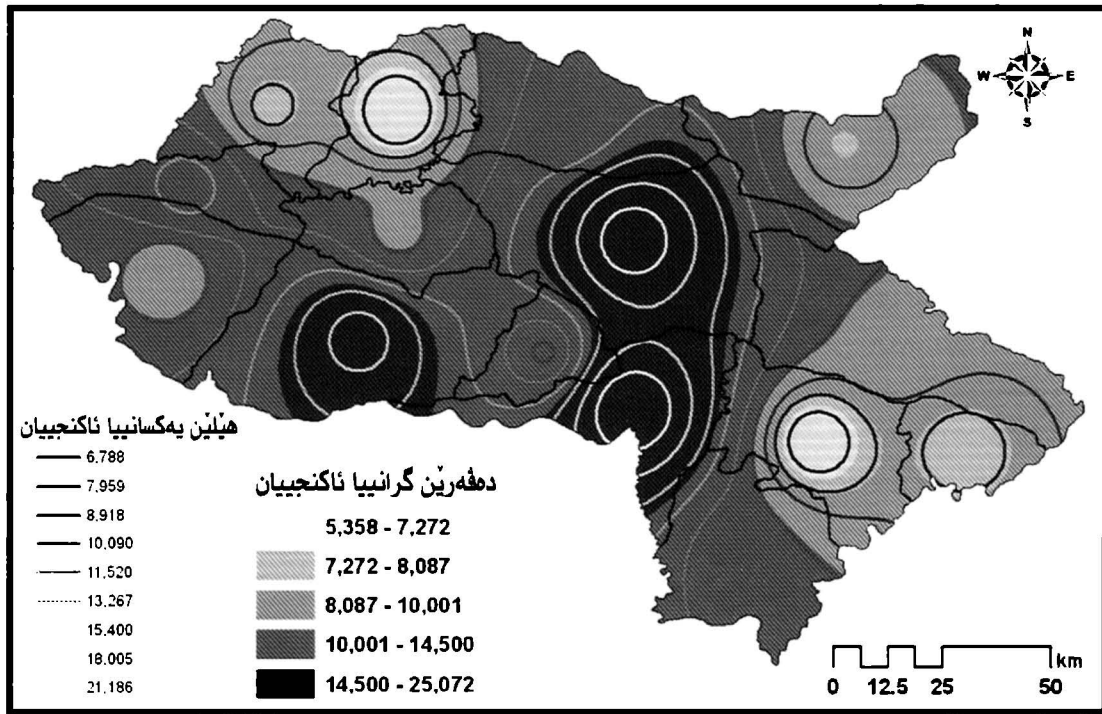 N
W E
S
هێلێن یەکسانییا ئاکنجییان
6.788
7,959
8,918
10,090
11,520
13,267
15,400
18,005
21,186
دەڤەرێن گرانییا ئاکنجییان
5,358 - 7,272
7,272 - 8,087
8,087 - 10,001
10,001 - 14,500
14,500 - 25,072
km
0 12.5 25 50